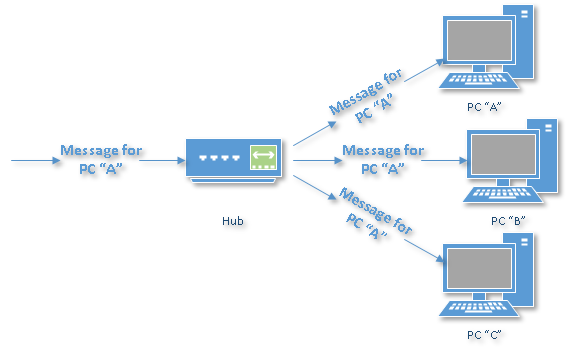 Message for
PC “A”
Hub
Message for
PC “A”
PC “A”
Message for
PC “A”
PC “B”
Message for
PC “A”
PC “C”